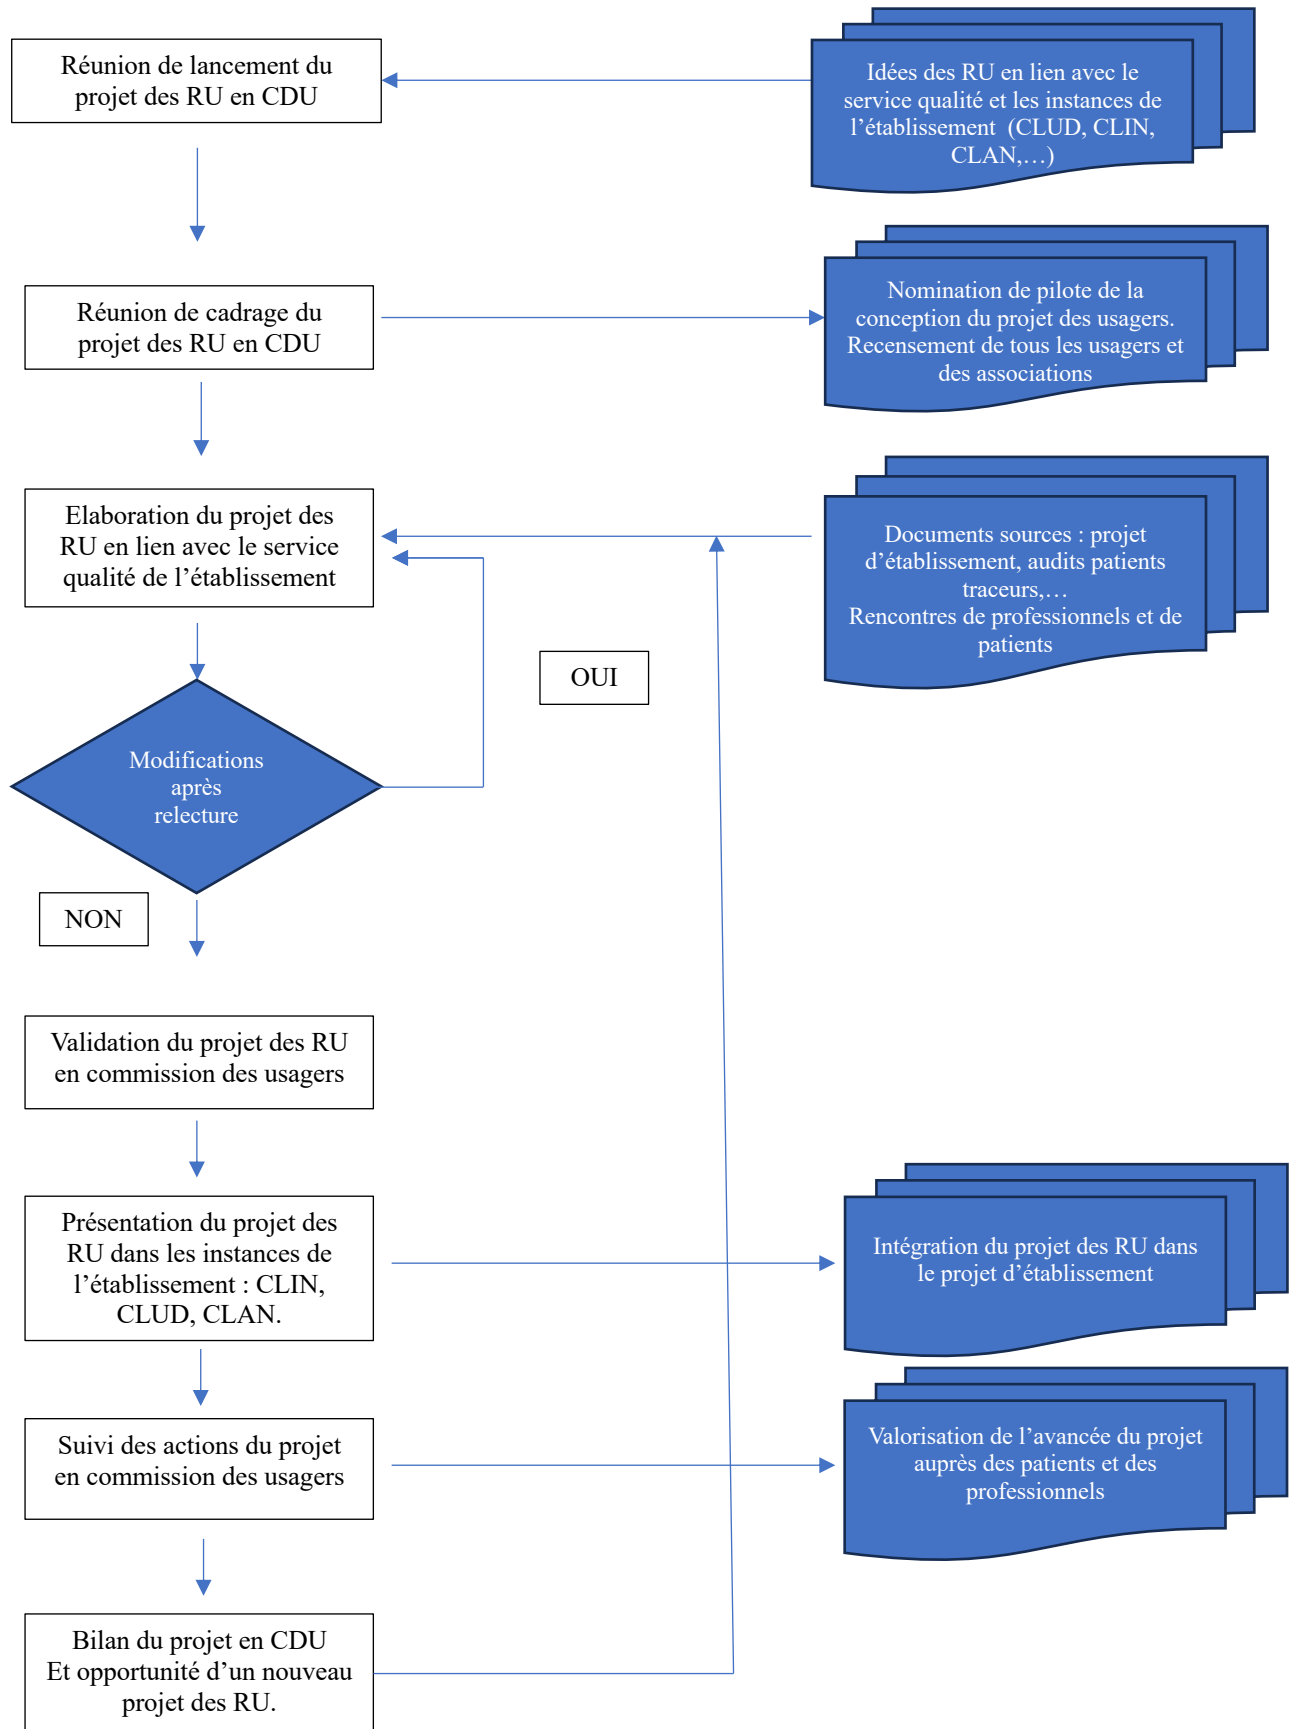 Réunion de lancement du
projet des RU en CDU
Idées des RU en lien avec le
service qualité et les instances de
l’établissement  (CLUD, CLIN,
CLAN,…)
Réunion de cadrage du
projet des RU en CDU
Nomination de pilote de la
conception du projet des usagers.
Recensement de tous les usagers et
des associations
Elaboration du projet des
RU en lien avec le service
qualité de l’établissement
Documents sources : projet
d’établissement, audits patients
traceurs,…
Rencontres de professionnels et de
patients
OUI
Modifications
après
relecture
NON
Validation du projet des RU
en commission des usagers
Présentation du projet des
RU dans les instances de
l’établissement : CLIN,
CLUD, CLAN.
Intégration du projet des RU dans
le projet d’établissement
Suivi des actions du projet
en commission des usagers
Valorisation de l’avancée du projet
auprès des patients et des
professionnels
Bilan du projet en CDU
Et opportunité d’un nouveau
projet des RU.